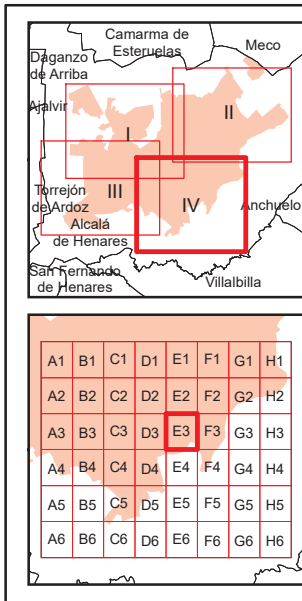 Camarma de
Esteruelas
Meco
Daganzo
de Arriba
Ajalvir
I
II
Torrejón
de Ardoz
III
IV
Anchuelo
Alcalá
de Henares
San Fernando
de Henares
Villalbilla
A1 B1 C1 D1 E1 F1 G1 H1
A2 B2 C2 D2 E2 F2 G2 H2
A3 B3 C3 D3 E3 F3 G3 H3
A4 B4 C4 D4 E4 F4 G4 H4
A5 B5 C5 D5 E5 F5 G5 H5
A6 B6 C6 D6 E6 F6 G6 H6